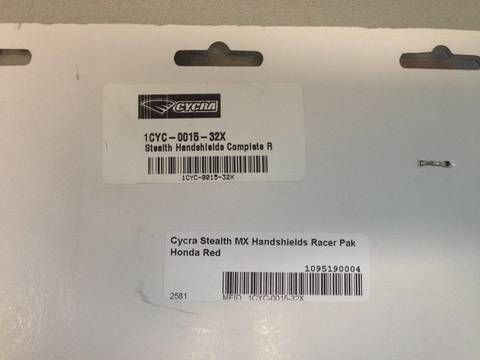 CYCRA
1CYC-0015-32X
Stealth Handshields Complete R
1CYC-0015-32X
Cycra Stealth MX Handshields Racer Pak
Honda Red
1095190004
2581 MFID 1CYC-0015-32X